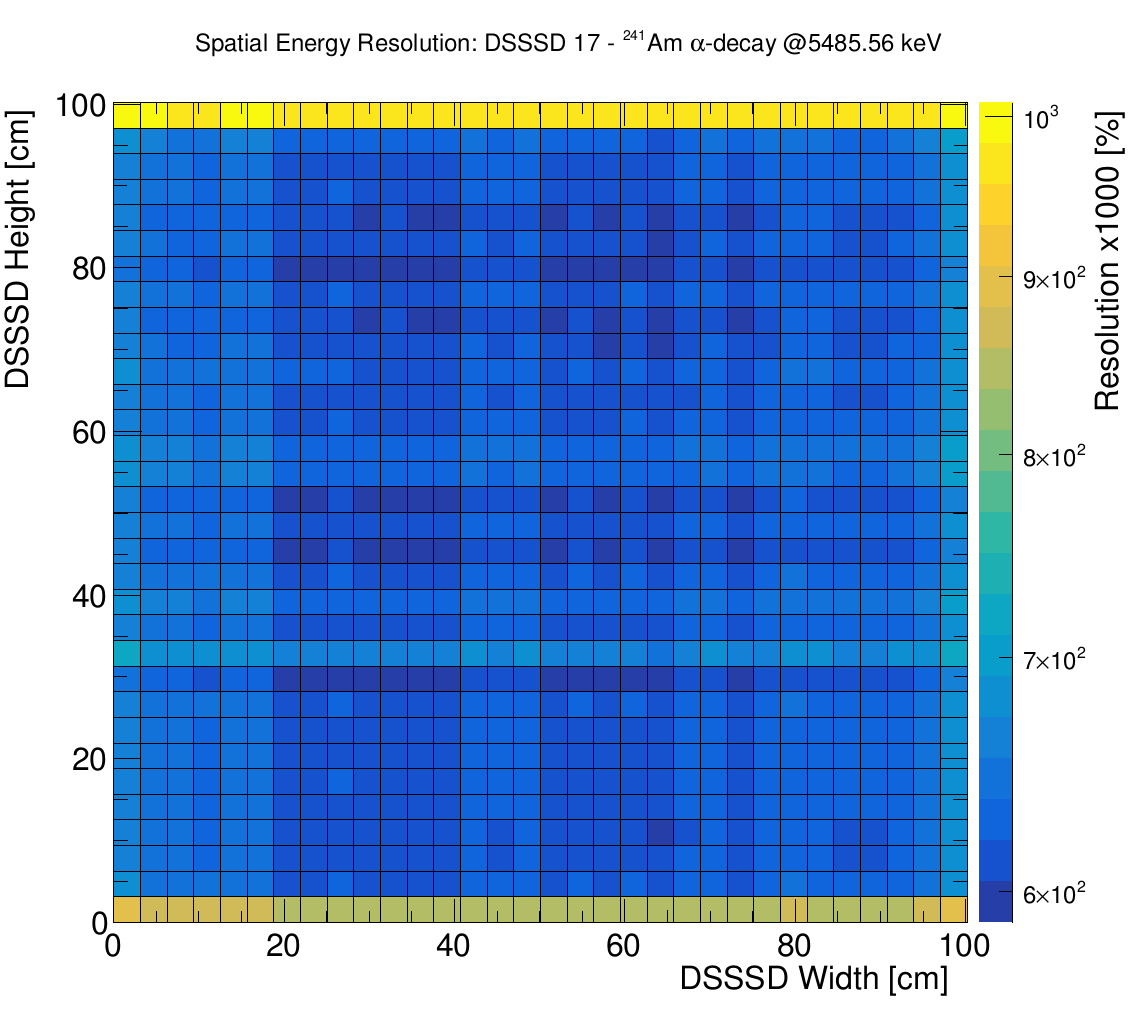 Spatial Energy Resolution: DSSSD 17 - ²⁴¹Am α-decay @5485.56 keV
DSSSD Height [cm]
100
80
60
40
20
0
0 20 40 60 80 100
DSSSD Width [cm]
10³
9×10²
8×10²
7×10²
6×10²
Resolution x1000 [%]